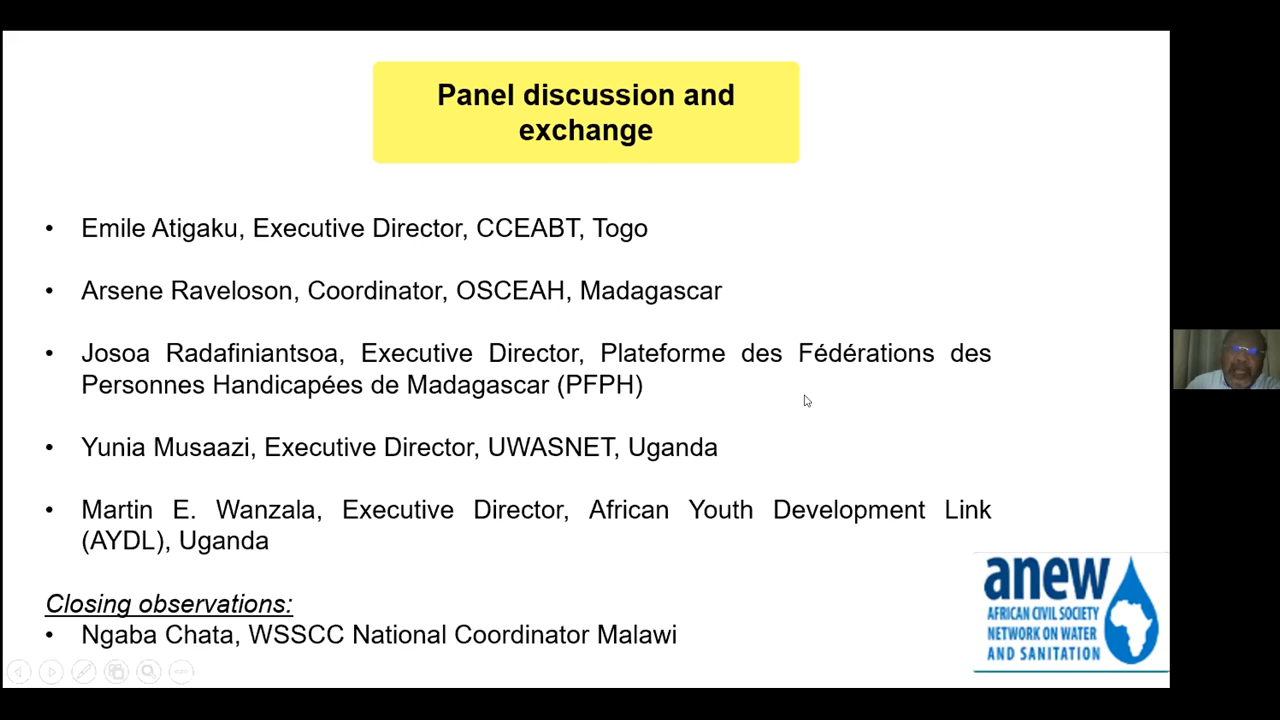 Panel discussion and
exchange
• Emile Atigaku, Executive Director, CCEABT, Togo
• Arsene Raveloson, Coordinator, OSCEAH, Madagascar
• Josoa Radafiniantsoa, Executive Director, Plateforme des Fédérations des
Personnes Handicapées de Madagascar (PFPH)
• Yunia Musaazi, Executive Director, UWASNET, Uganda
• Martin E. Wanzala, Executive Director, African Youth Development Link
(AYDL), Uganda
Closing observations:
• Ngaba Chata, WSSCC National Coordinator Malawi
anew
AFRICAN CIVIL SOCIETY
NETWORK ON WATER
AND SANITATION